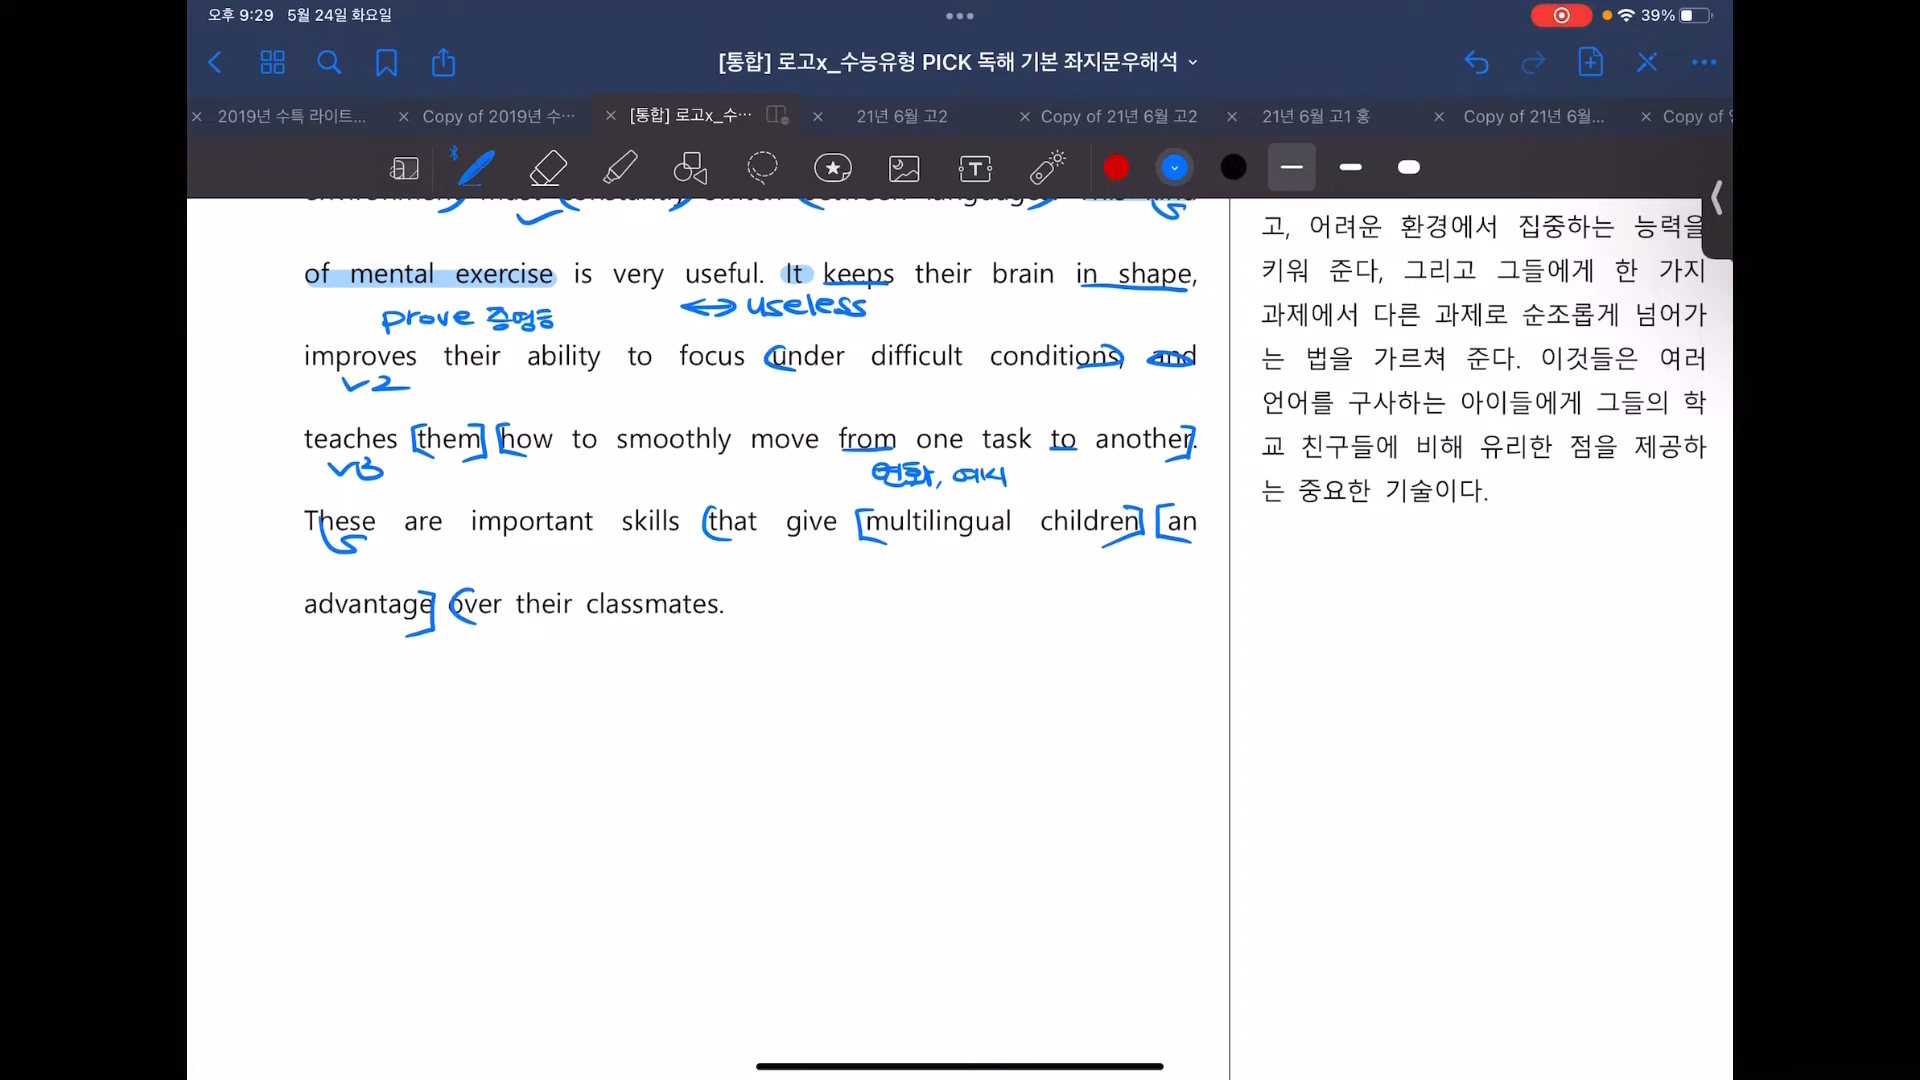 오후 9:29 5월 24일 화요일
39%
[통합] 로고x_수능유형 PICK 독해 기본 좌지문우해석
2019년 수특 라이트...
Copy of 2019년 수...
[통합] 로고x_수...
21년 6월 고2
Copy of 21년 6월 고2
21년 6월 고1 홍
Copy of 21년 6월...
Copy of
of mental exercise is very useful. It keeps their brain in shape,
prove 증명하 ↔ useless
improves their ability to focus under difficult conditions, and
✓2
teaches [them] [how to smoothly move from one task to another].
✓3 변화, 예시
These are important skills (that give [multilingual children] [an
S
advantage] (over their classmates.
고, 어려운 환경에서 집중하는 능력을
키워 준다, 그리고 그들에게 한 가지
과제에서 다른 과제로 순조롭게 넘어가
는 법을 가르쳐 준다. 이것들은 여러
언어를 구사하는 아이들에게 그들의 학
교 친구들에 비해 유리한 점을 제공하
는 중요한 기술이다.